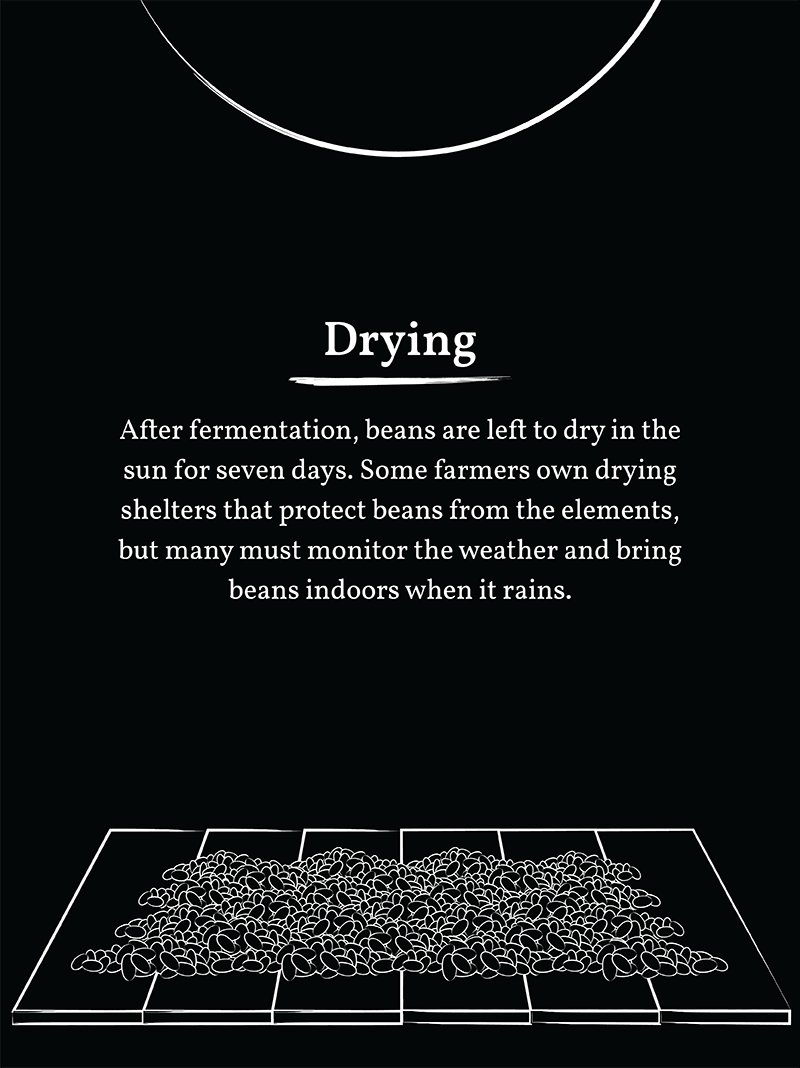 Drying
After fermentation, beans are left to dry in the
sun for seven days. Some farmers own drying
shelters that protect beans from the elements,
but many must monitor the weather and bring
beans indoors when it rains.